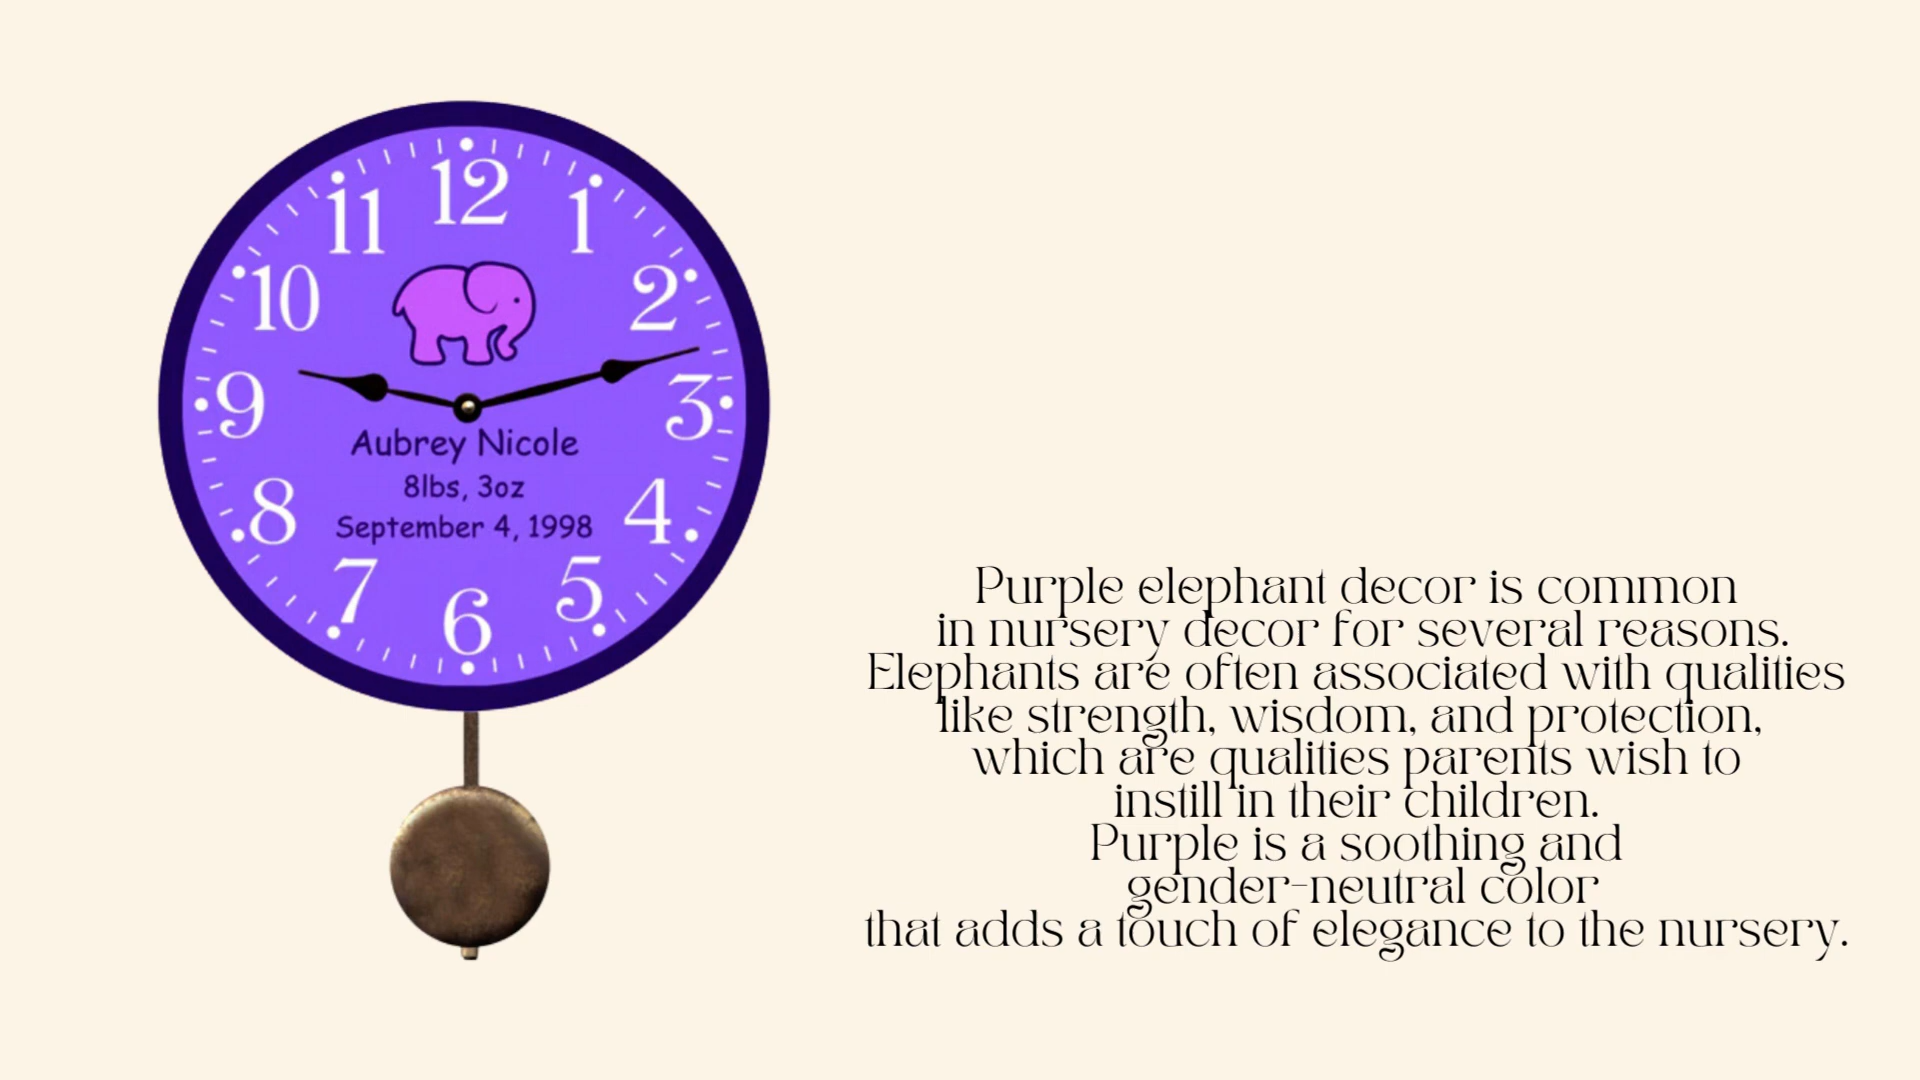 12
11
1
10
2
9
3
Aubrey Nicole
8lbs, 3oz
8
4
September 4, 1998
7
5
6
Purple elephant decor is common
in nursery decor for several reasons.
Elephants are often associated with qualities
like strength, wisdom, and protection,
which are qualities parents wish to
instill in their children.
Purple is a soothing and
gender-neutral color
that adds a touch of elegance to the nursery.